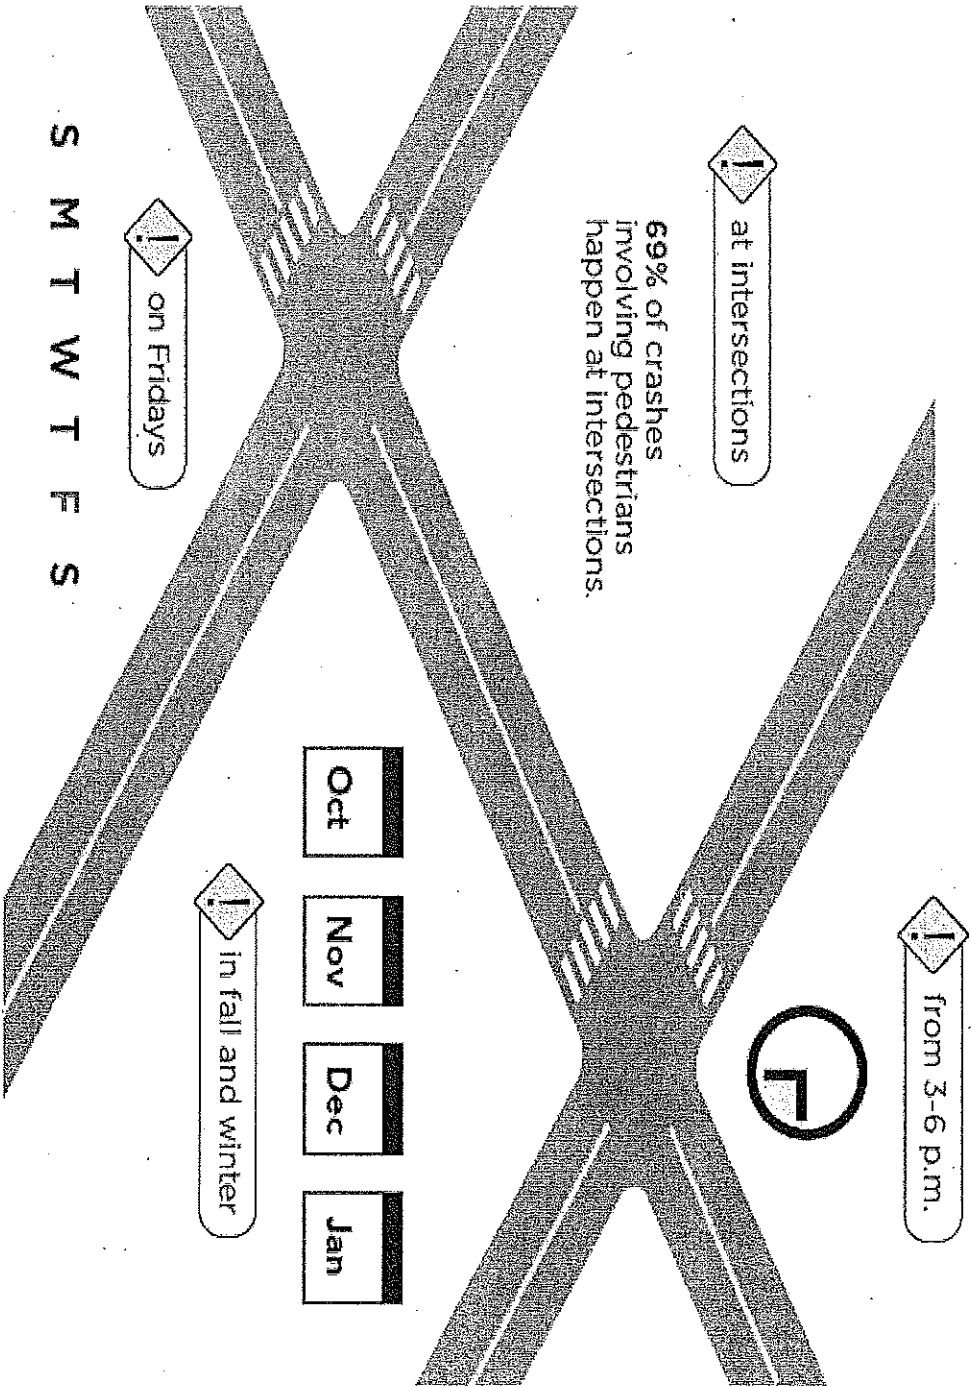 ! at intersections
69% of crashes
involving pedestrians
happen at intersections.
! from 3-6 p.m.
! on Fridays
S M T W T F S
Oct Nov Dec Jan
! in fall and winter